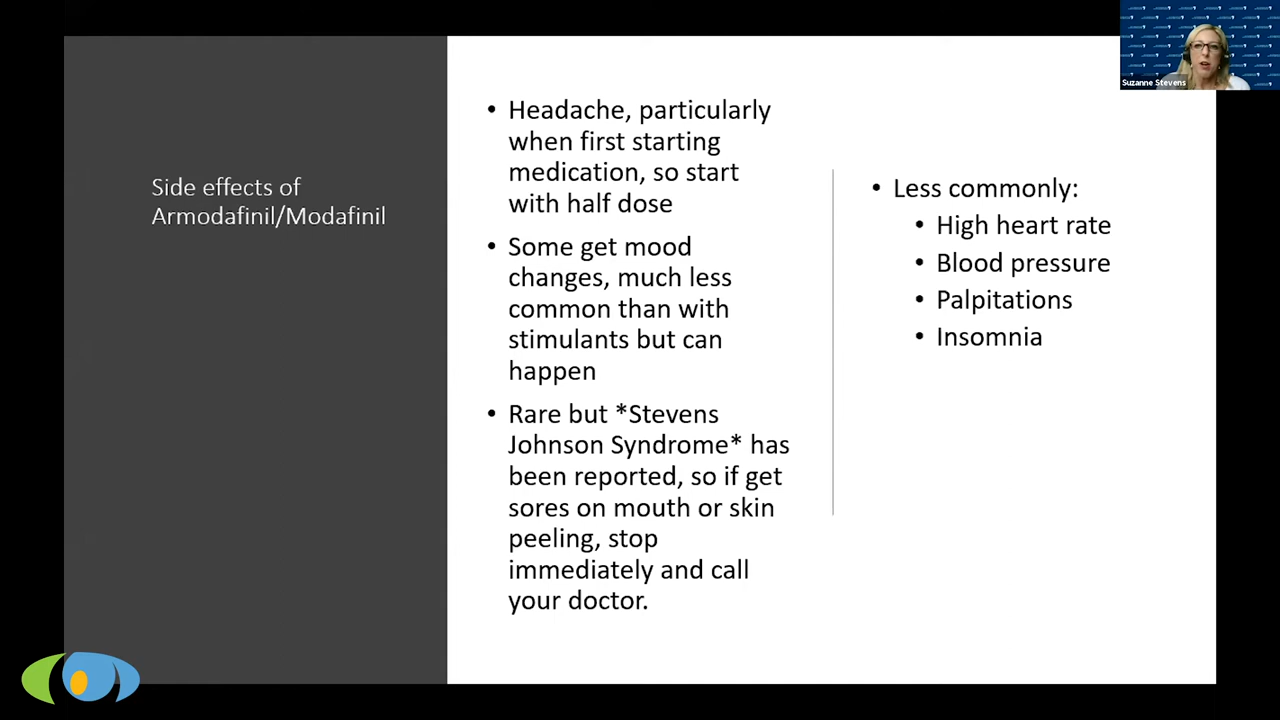 Suzanne Stevens
Side effects of
Armodafinil/Modafinil
• Headache, particularly
when first starting
medication, so start
with half dose
• Some get mood
changes, much less
common than with
stimulants but can
happen
• Rare but *Stevens
Johnson Syndrome* has
been reported, so if get
sores on mouth or skin
peeling, stop
immediately and call
your doctor.
• Less commonly:
• High heart rate
• Blood pressure
• Palpitations
• Insomnia